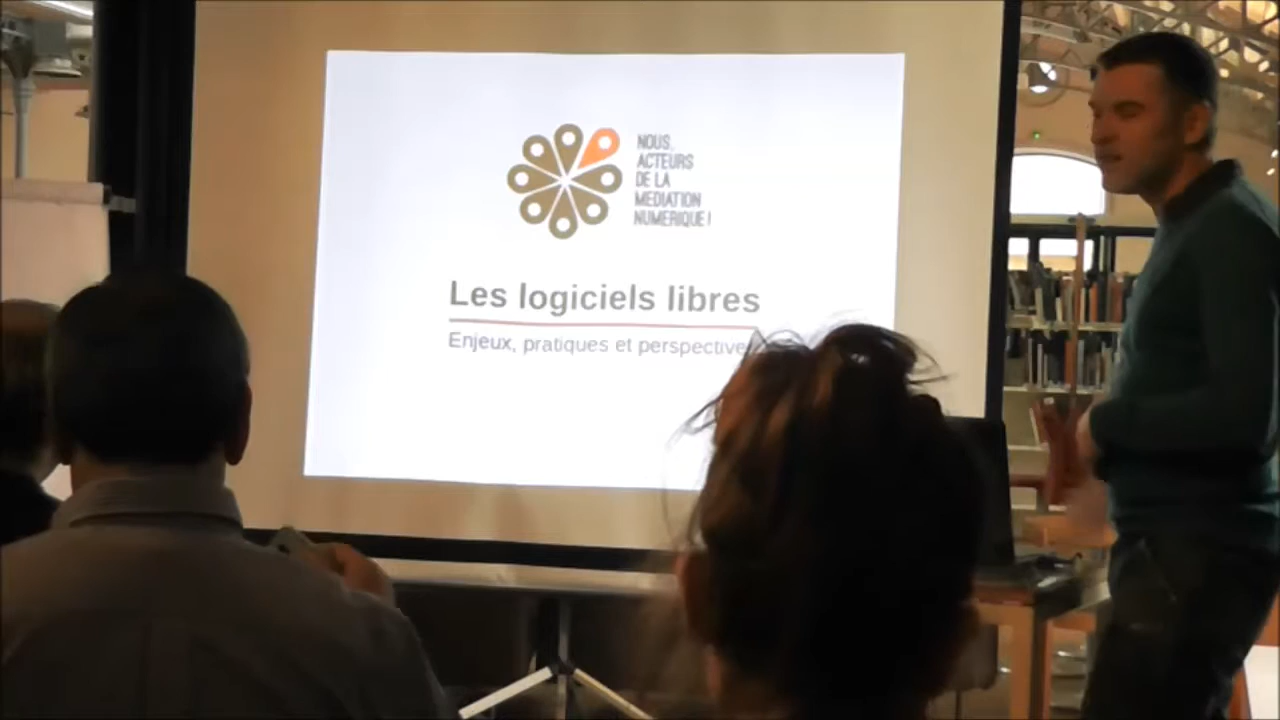 NOUS,
ACTEURS
DE LA
MEDIATION
NUMERIQUE !
Les logiciels libres
Enjeux, pratiques et perspective